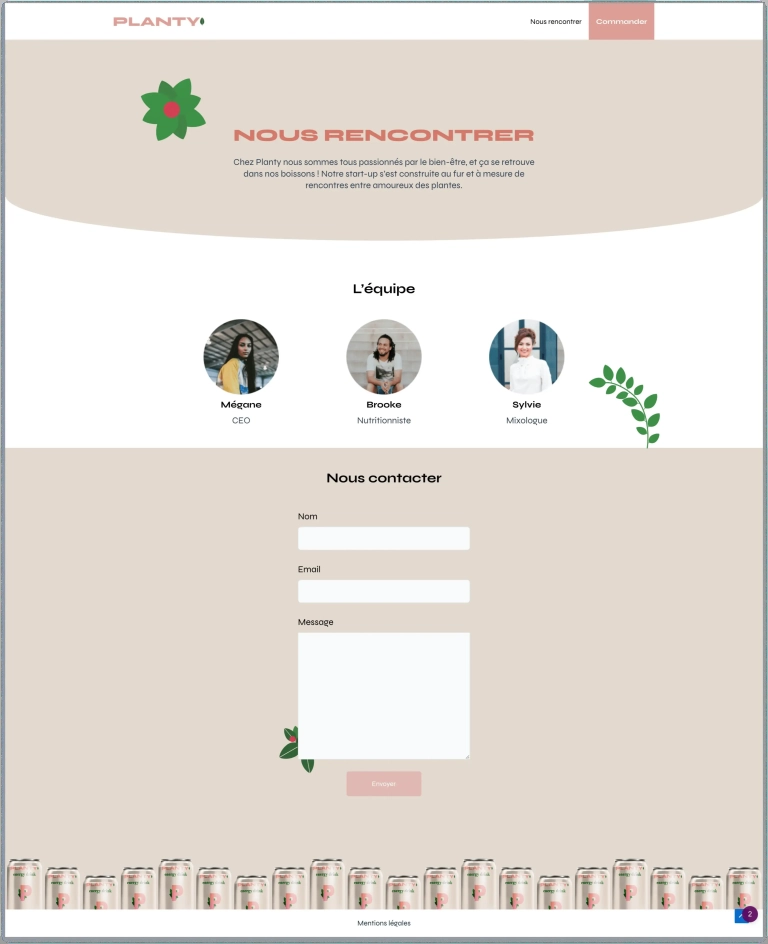 PLANTY
Nous rencontrer
Commander
NOUS RENCONTRER
Chez Planty nous sommes tous passionnés par le bien-être, et ça se retrouve
dans nos boissons ! Notre start-up s'est construite au fur et à mesure de
rencontres entre amoureux des plantes.
L'équipe
Mégane
Brooke
Sylvie
CEO
Nutritionniste
Mixologue
Nous contacter
Nom
Email
Message
Envoyer
Mentions légales
2